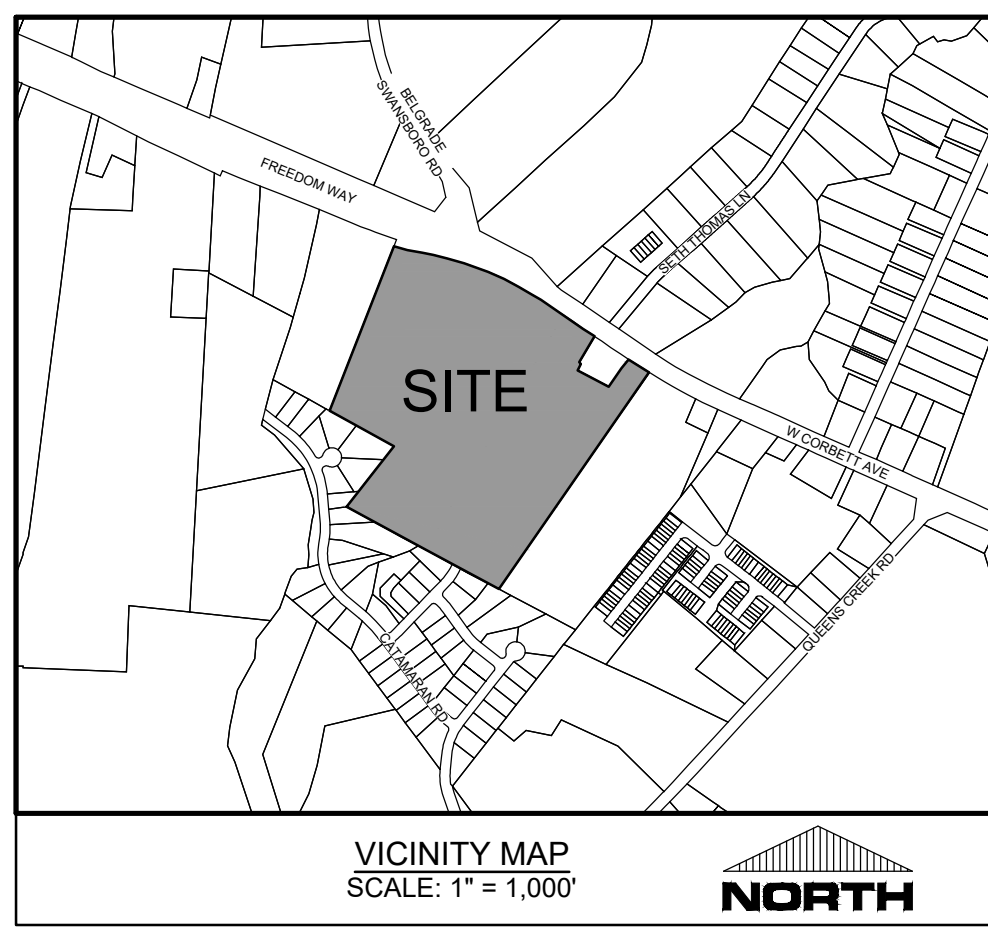 BELGRADE
SWANSBORO RD
FREEDOM WAY
SETH THOMAS LN
SITE
W CORBETT AVE
QUEENS CREEK RD
CATAMARAN RD
VICINITY MAP
SCALE: 1" = 1,000'
NORTH